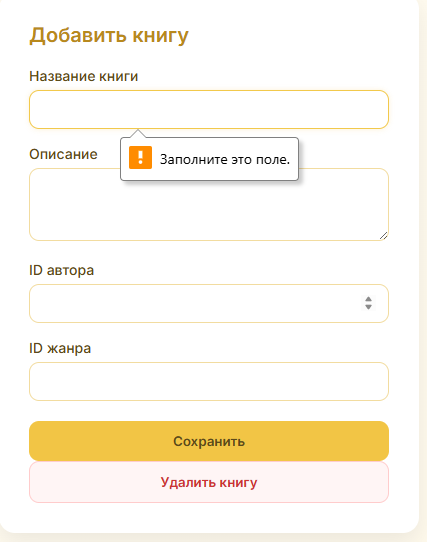 Добавить книгу
Название книги
Заполните это поле.
Описание
ID автора
ID жанра
Сохранить
Удалить книгу